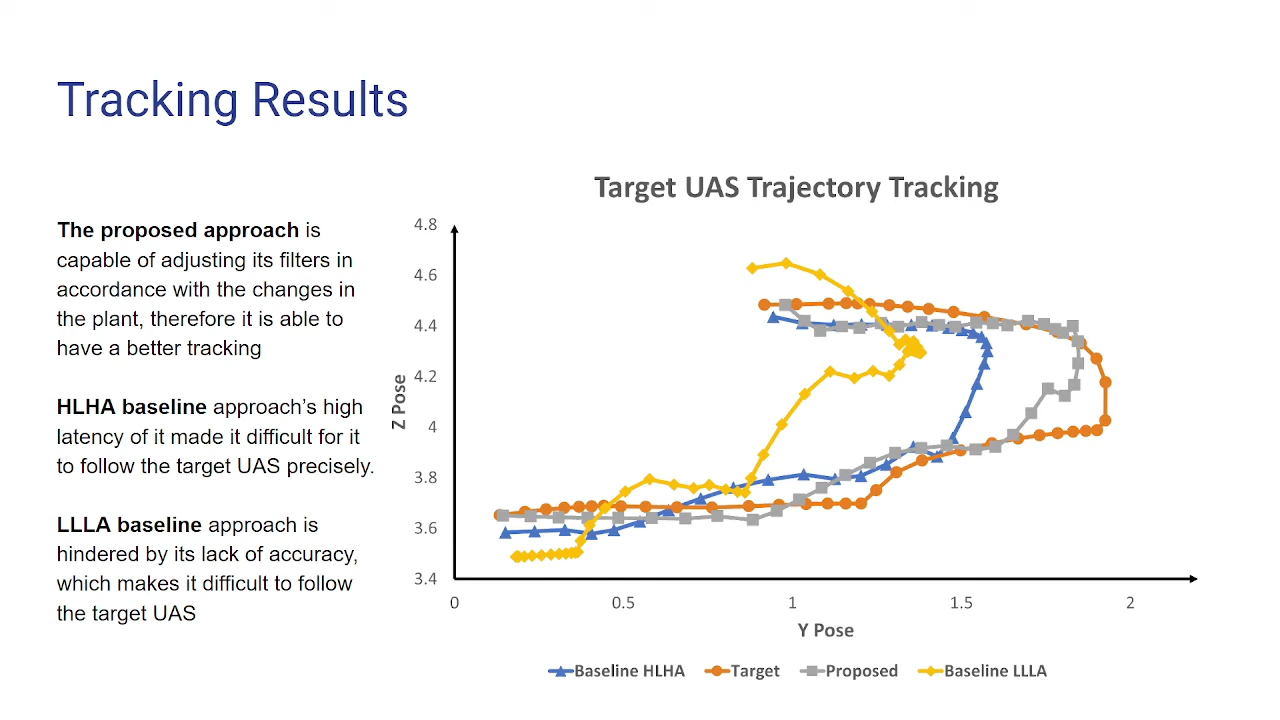 Tracking Results
The proposed approach is
capable of adjusting its filters in
accordance with the changes in
the plant, therefore it is able to
have a better tracking
HLHA baseline approach's high
latency of it made it difficult for it
to follow the target UAS precisely.
LLLA baseline approach is
hindered by its lack of accuracy,
which makes it difficult to follow
the target UAS
Target UAS Trajectory Tracking
4.8
4.6
4.4
4.2
4
3.8
3.6
3.4
Z Pose
0 0.5 1 1.5 2
Y Pose
Baseline HLHA Target Proposed Baseline LLLA